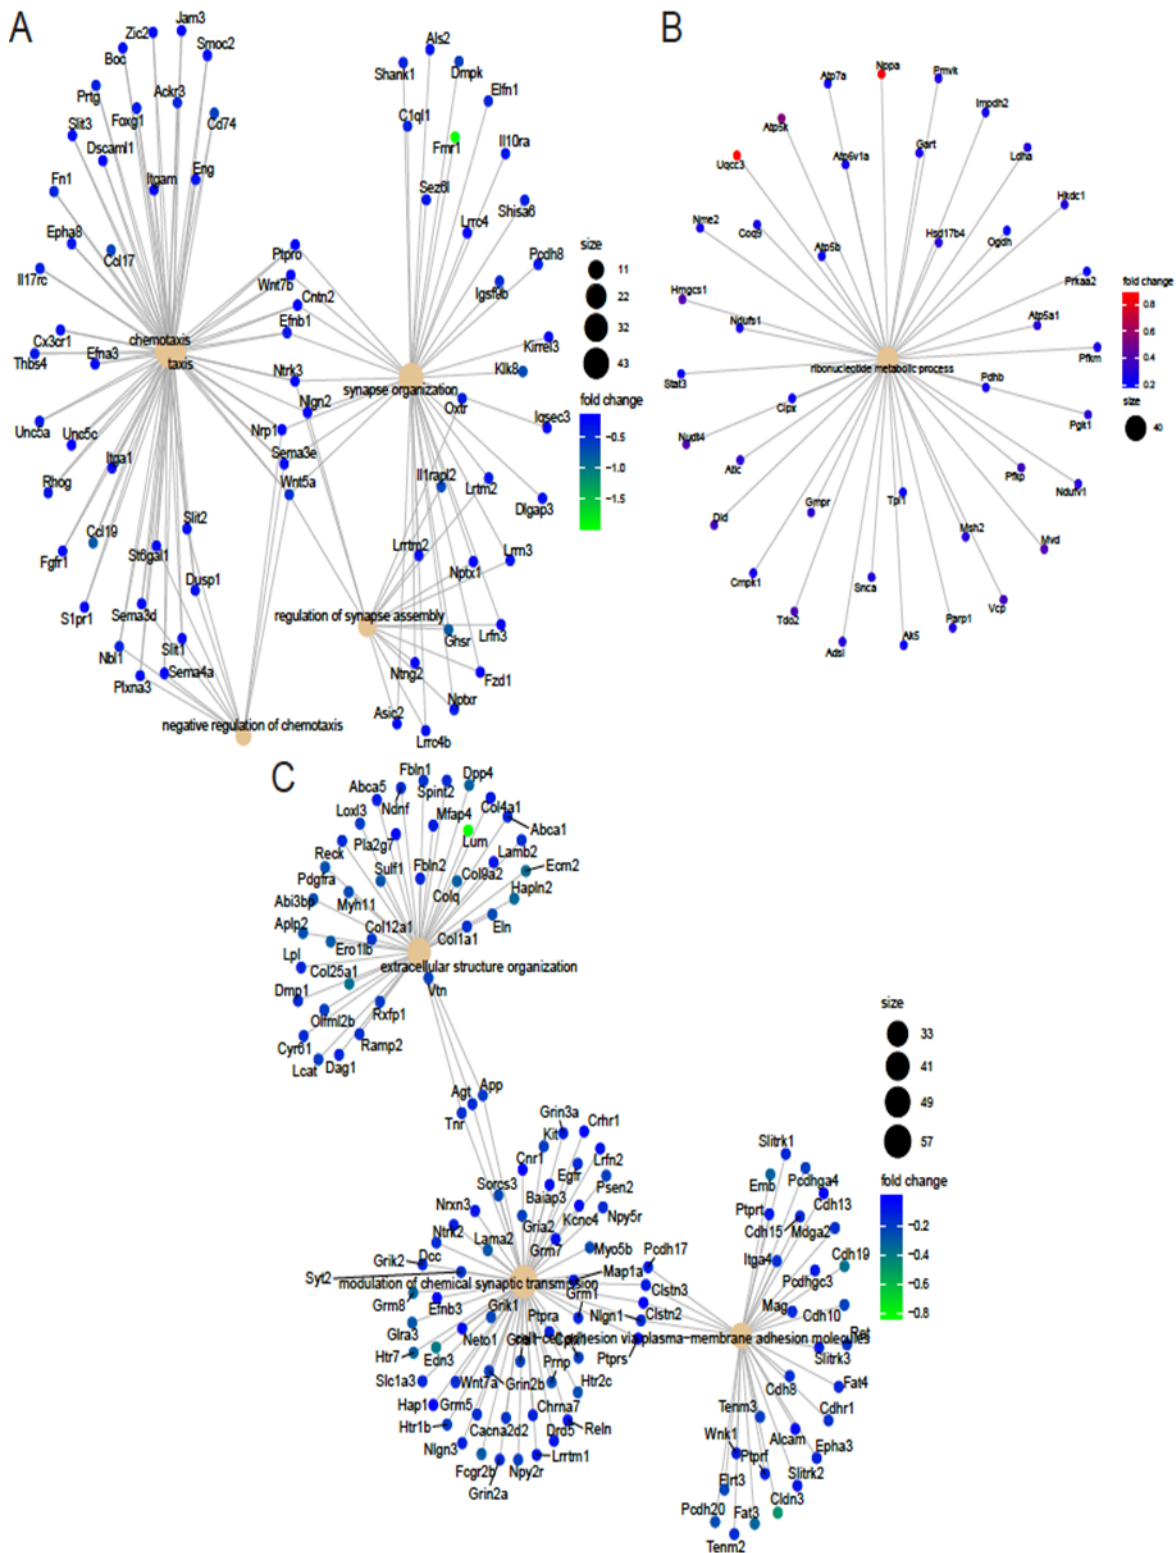 A
Jam3
Zic2
Smoc2
Boc
Prtg
Ackr3
Foxg1
Cd74
Slit3
Dscaml1
Eng
Itgam
Fn1
Epha8
Ccl17
Il17rc
Ptpro
Wnt7b
Cntn2
Efnb1
chemotaxis
taxis
Cx3cr1
Thbs4
Efna3
Ntrk3
Nlgn2
Unc5a
Unc5c
Nrp1
Sema3e
Itga1
Wnt5a
Rhog
Slit2
Ccl19
St6gal1
Fgfr1
Dusp1
S1pr1
Sema3d
Slit1
Nbl1
Sema4a
Plxna3
negative regulation of chemotaxis
Als2
Shank1
Dmpk
Elfn1
C1ql1
Fmr1
Il10ra
Sez6l
Shisa6
Lrrc4
Pcdh8
Igsf9b
Kirrel3
Klk8
synapse organization
Oxtr
Iqsec3
Il1rapl2
Lrtm2
Dlgap3
Lrrtm2
Lrrn3
Nptx1
regulation of synapse assembly
Ghsr
Lrfn3
Ntng2
Fzd1
Nptxr
Asic2
Lrrc4b
size
11
22
32
43
fold change
−0.5
−1.0
−1.5
B
Nppa
Pmvk
Atp7a
Impdh2
Atp5k
Gart
Ldha
Uqcc3
Atp6v1a
Hkdc1
Nme2
Coq9
Hsd17b4
Ogdh
Atp5b
Prkaa2
Hmgcs1
Ndufs1
Atp5a1
Pfkm
ribonucleotide metabolic process
Stat3
Pdhb
Clpx
Pgk1
Nudt4
Atic
Pfkp
Ndufv1
Gmpr
Tpi1
Dld
Msh2
Mvd
Cmpk1
Snca
Vcp
Tdo2
Parp1
Adsl
Ak5
fold change
0.8
0.6
0.4
0.2
size
40
C
Fbln1
Dpp4
Abca5
Ndnf
Spint2
Loxl3
Mfap4
Col4a1
Abca1
Pla2g7
Lum
Lamb2
Reck
Sulf1
Fbln2
Col9a2
Ecm2
Pdgfra
Colq
Hapln2
Abi3bp
Myh11
Aplp2
Col12a1
Eln
Ero1lb
Col1a1
Lpl
Col25a1
extracellular structure organization
Dmp1
Vtn
Olfml2b
Rxfp1
Cyr61
Ramp2
Lcat
Dag1
Agt
App
Tnr
Grin3a
Crhr1
Kit
Cnr1
Egfr
Lrfn2
Sorcs3
Baiap3
Psen2
Nrxn3
Kcnc4
Npy5r
Ntrk2
Gria2
Lama2
Grm7
Myo5b
Dcc
Grik2
Pcdh17
Syt2
modulation of chemical synaptic transmission
Map1a
Clstn3
Grm8
Efnb3
Grm1
Grik1
Nlgn1
Clstn2
Glra3
Ptpra
Neto1
Htr7
Edn3
Prnp
Ptprs
Slc1a3
Wnt7a
Grin2b
Htr2c
Hap1
Grm5
Chrna7
Htr1b
Cacna2d2
Drd5
Reln
Nlgn3
Fcgr2b
Npy2r
Lrrtm1
Grin2a
Slitrk1
Emb
Pcdhga4
Ptprt
Cdh13
Cdh15
Mdga2
Itga4
Cdh19
Pcdhgc3
Mag
Cdh10
Ret
adhesion via plasma−membrane adhesion molecules
Slitrk3
Cdh8
Fat4
Tenm3
Cdhr1
Wnk1
Alcam
Epha3
Ptprf
Slitrk2
Flrt3
Cldn3
Pcdh20
Fat3
Tenm2
size
33
41
49
57
fold change
−0.2
−0.4
−0.6
−0.8